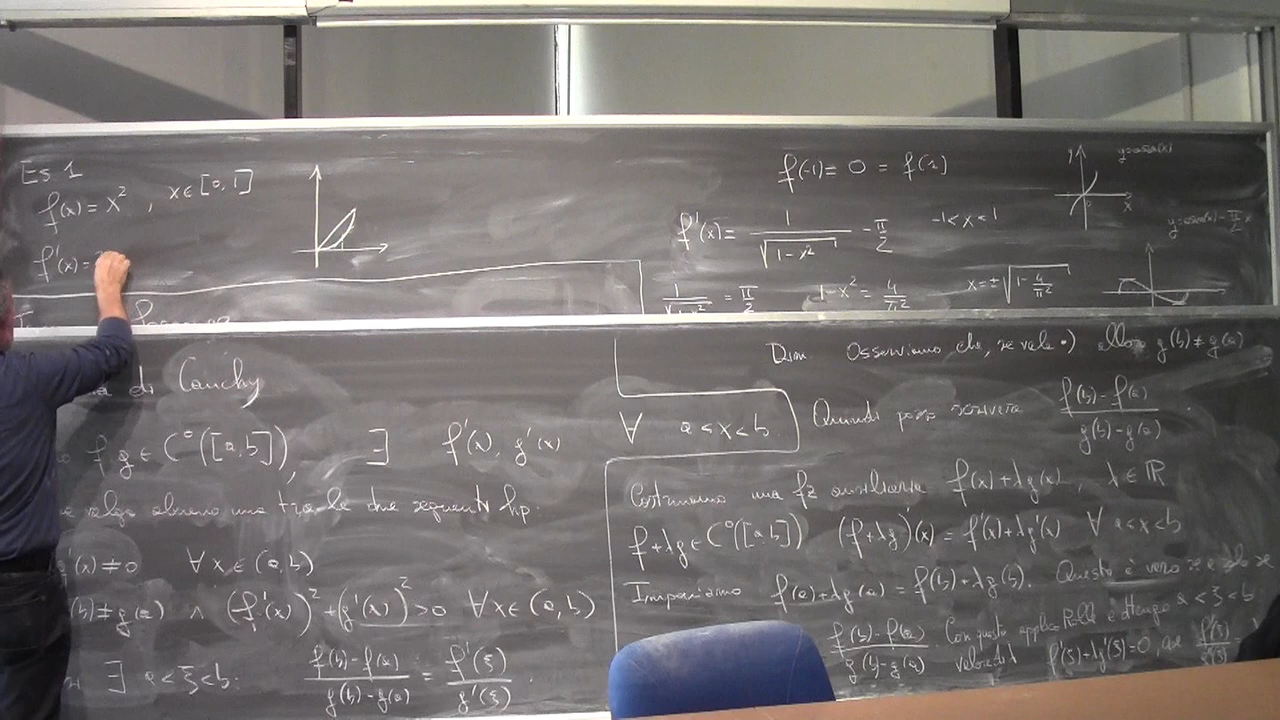 Es 1
f(x) = x² , x ∈ [0,1]
f'(x) =
f(-1) = 0 = f(1)
f'(x) = 1/√(1-x²) - π/2 -1 < x < 1
1/√(1-x²) = π/2 1-x² = 4/π² x = ±√(1 - 4/π²)
y
x
di Cauchy
f, g ∈ C⁰([a,b]), ∃ f'(x), g'(x)
∀ a < x < b
valga almeno una tra le due seguenti hp.
g'(x) ≠ 0 ∀ x ∈ (a,b)
g(b) ≠ g(a) ∧ (f'(x))² + (g'(x))² > 0 ∀ x ∈ (a,b)
∃ a < ξ < b : (f(b)-f(a))/(g(b)-g(a)) = f'(ξ)/g'(ξ) .
Dim Osserviamo che, se vale •) allora g(b) ≠ g(a)
Quindi posso scrivere (f(b)-f(a))/(g(b)-g(a)) .
Costruiamo una fz ausiliaria f(x) + λg(x) , λ ∈ ℝ
f + λg ∈ C⁰([a,b]) (f + λg)'(x) = f'(x) + λg'(x) ∀ a < x < b
Imponiamo f(a) + λg(a) = f(b) + λg(b). Questo è vero se e solo se
(f(b)-f(a))/(g(b)-g(a)) Con questo applico Rolle e ottengo a < ξ < b
f'(ξ) + λg'(ξ) = 0, f'(ξ)/g'(ξ)